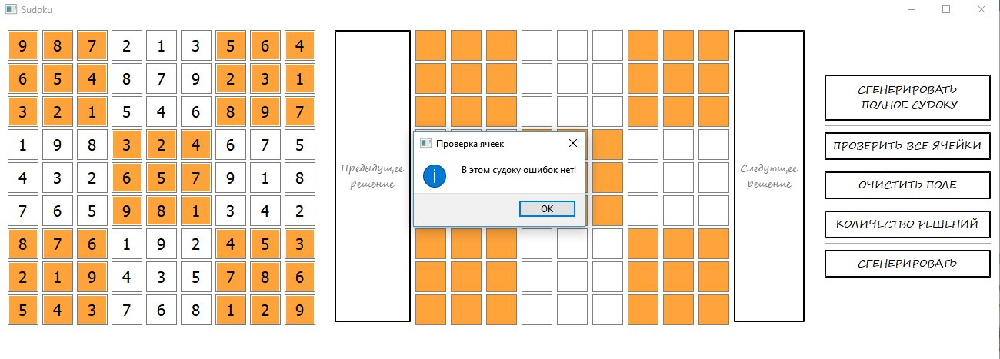 Sudoku
9 8 7 2 1 3 5 6 4
6 5 4 8 7 9 2 3 1
3 2 1 5 4 6 8 9 7
1 9 8 3 2 4 6 7 5
4 3 2 6 5 7 9 1 8
7 6 5 9 8 1 3 4 2
8 7 6 1 9 2 4 5 3
2 1 9 4 3 5 7 8 6
5 4 3 7 6 8 1 2 9
Предыдущее
решение
Проверка ячеек
В этом судоку ошибок нет!
OK
Следующее
решение
СГЕНЕРИРОВАТЬ
ПОЛНОЕ СУДОКУ
ПРОВЕРИТЬ ВСЕ ЯЧЕЙКИ
ОЧИСТИТЬ ПОЛЕ
КОЛИЧЕСТВО РЕШЕНИЙ
СГЕНЕРИРОВАТЬ